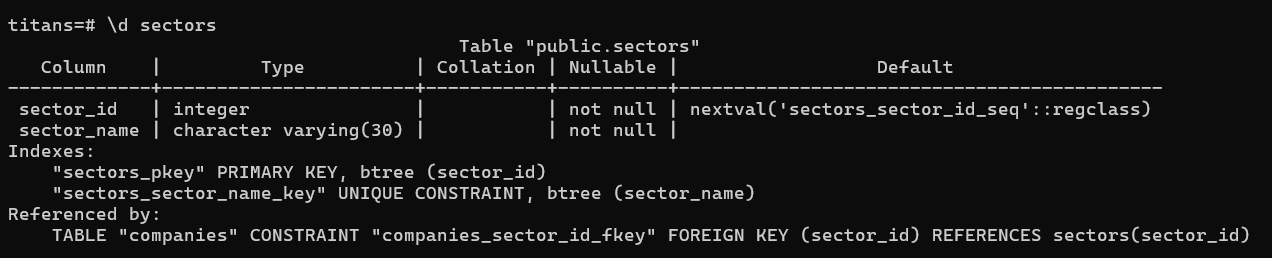 titans=# \d sectors
                                         Table "public.sectors"
   Column    |         Type          | Collation | Nullable |                  Default
-------------+-----------------------+-----------+----------+--------------------------------------------
 sector_id   | integer               |           | not null | nextval('sectors_sector_id_seq'::regclass)
 sector_name | character varying(30) |           | not null |
Indexes:
    "sectors_pkey" PRIMARY KEY, btree (sector_id)
    "sectors_sector_name_key" UNIQUE CONSTRAINT, btree (sector_name)
Referenced by:
    TABLE "companies" CONSTRAINT "companies_sector_id_fkey" FOREIGN KEY (sector_id) REFERENCES sectors(sector_id)